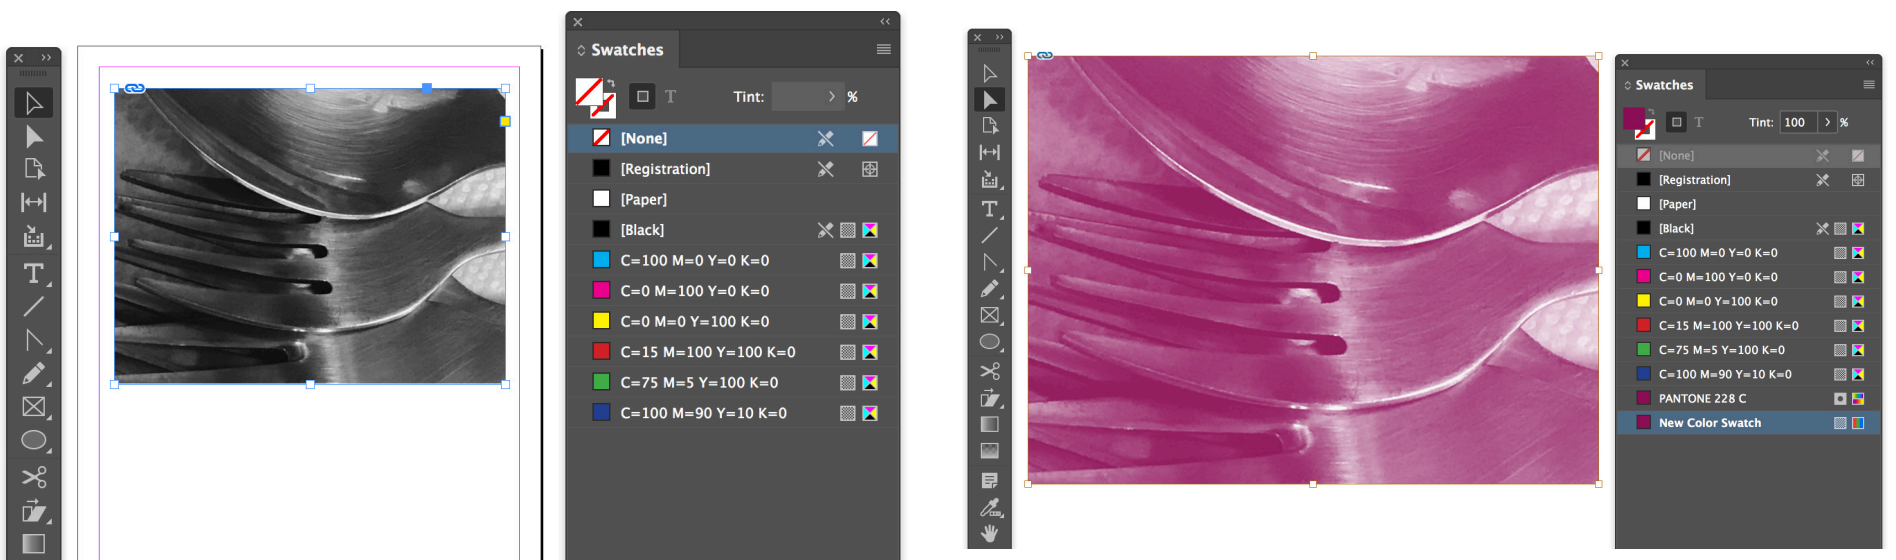 Swatches
T
Tint:
%
[None]
[Registration]
[Paper]
[Black]
C=100 M=0 Y=0 K=0
C=0 M=100 Y=0 K=0
C=0 M=0 Y=100 K=0
C=15 M=100 Y=100 K=0
C=75 M=5 Y=100 K=0
C=100 M=90 Y=10 K=0
Swatches
T
Tint: 100 %
[None]
[Registration]
[Paper]
[Black]
C=100 M=0 Y=0 K=0
C=0 M=100 Y=0 K=0
C=0 M=0 Y=100 K=0
C=15 M=100 Y=100 K=0
C=75 M=5 Y=100 K=0
C=100 M=90 Y=10 K=0
PANTONE 228 C
New Color Swatch